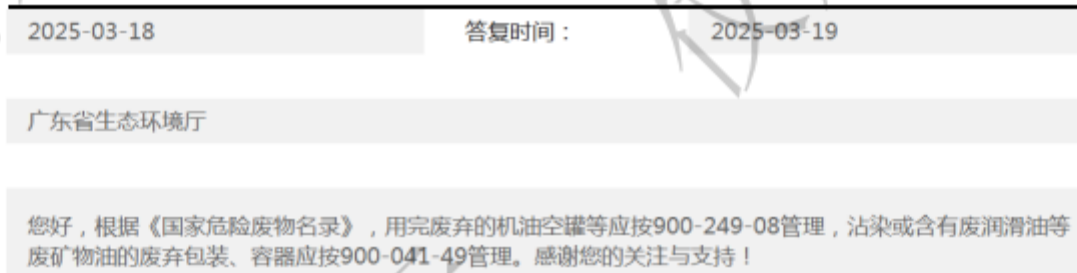 2025-03-18 答复时间： 2025-03-19
广东省生态环境厅
您好，根据《国家危险废物名录》，用完废弃的机油空罐等应按900-249-08管理，沾染或含有废润滑油等
废矿物油的废弃包装、容器应按900-041-49管理。感谢您的关注与支持！